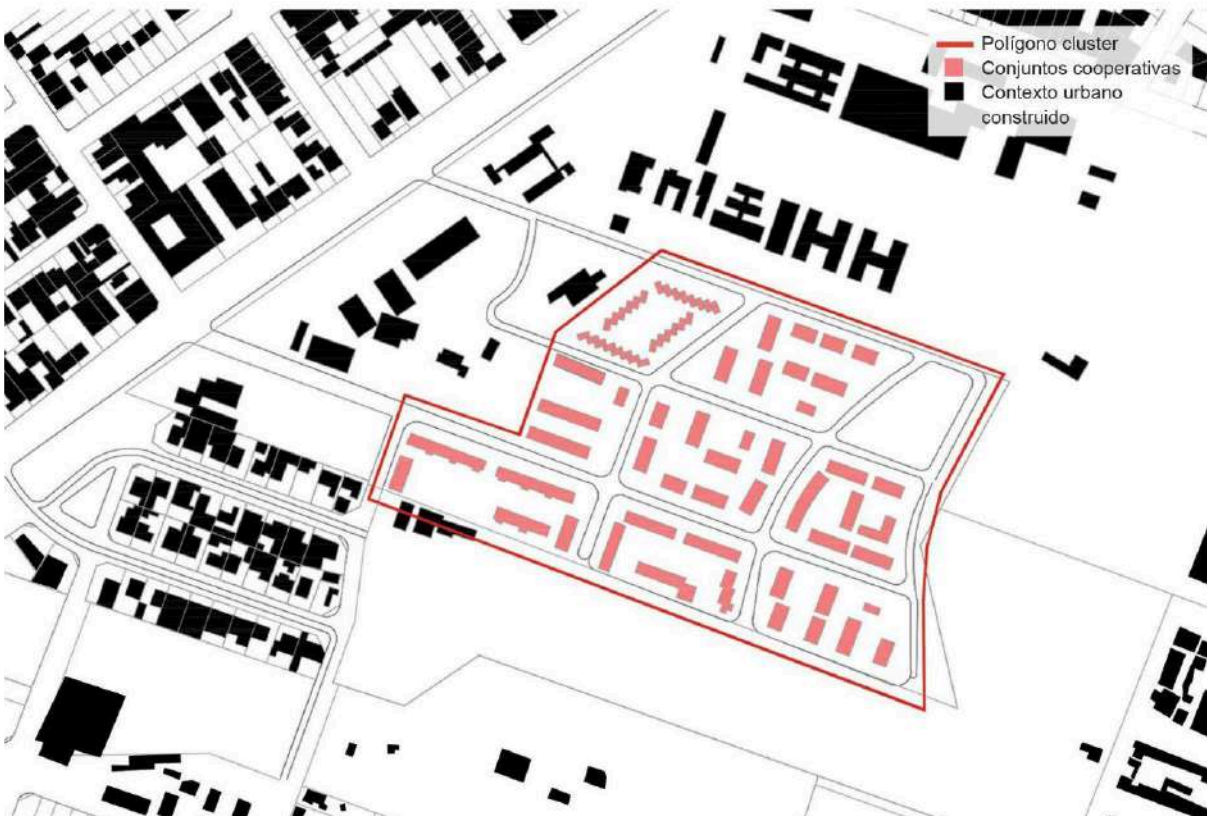 Polígono cluster
Conjuntos cooperativas
Contexto urbano
construido